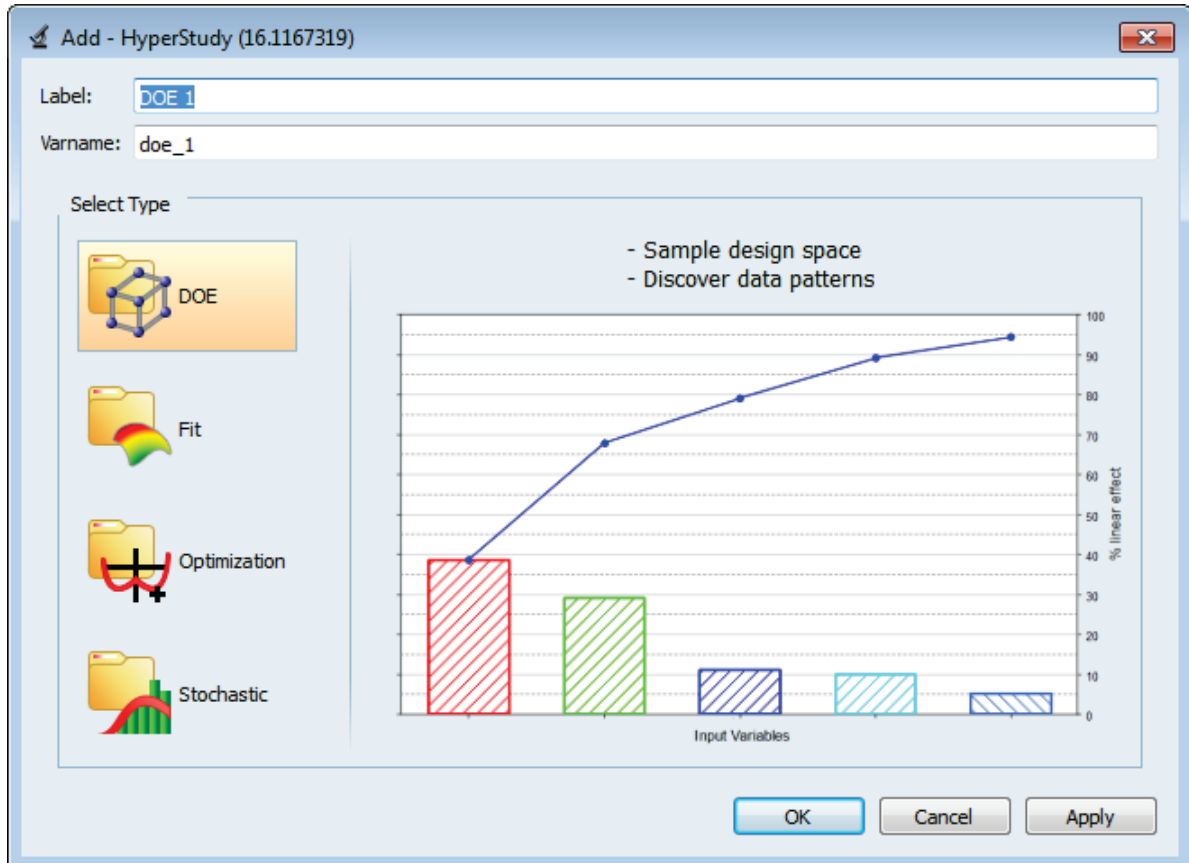 Add - HyperStudy (16.1167319)
Label: DOE 1
Varname: doe_1
Select Type
DOE
Fit
Optimization
Stochastic
- Sample design space
- Discover data patterns
100
90
80
70
60
50
40
30
20
10
0
% linear effect
Input Variables
OK Cancel Apply